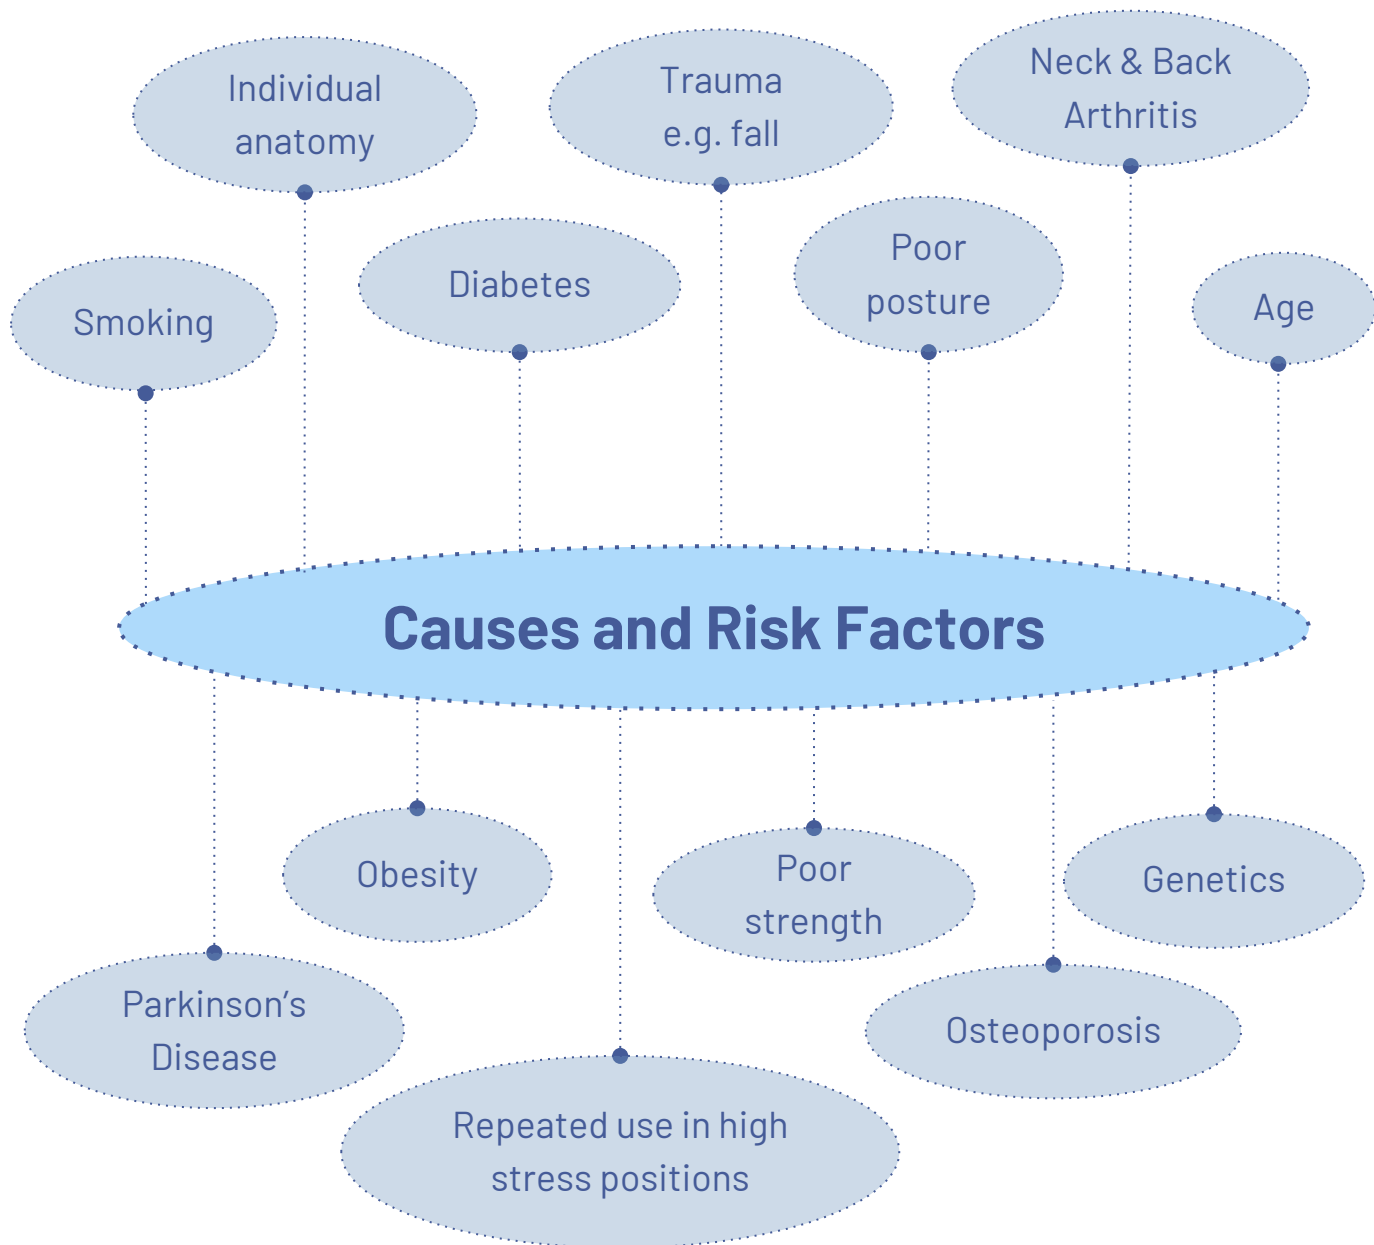 Individual
anatomy
Trauma
e.g. fall
Neck & Back
Arthritis
Smoking
Diabetes
Poor
posture
Age
Causes and Risk Factors
Obesity
Poor
strength
Genetics
Parkinson’s
Disease
Osteoporosis
Repeated use in high
stress positions